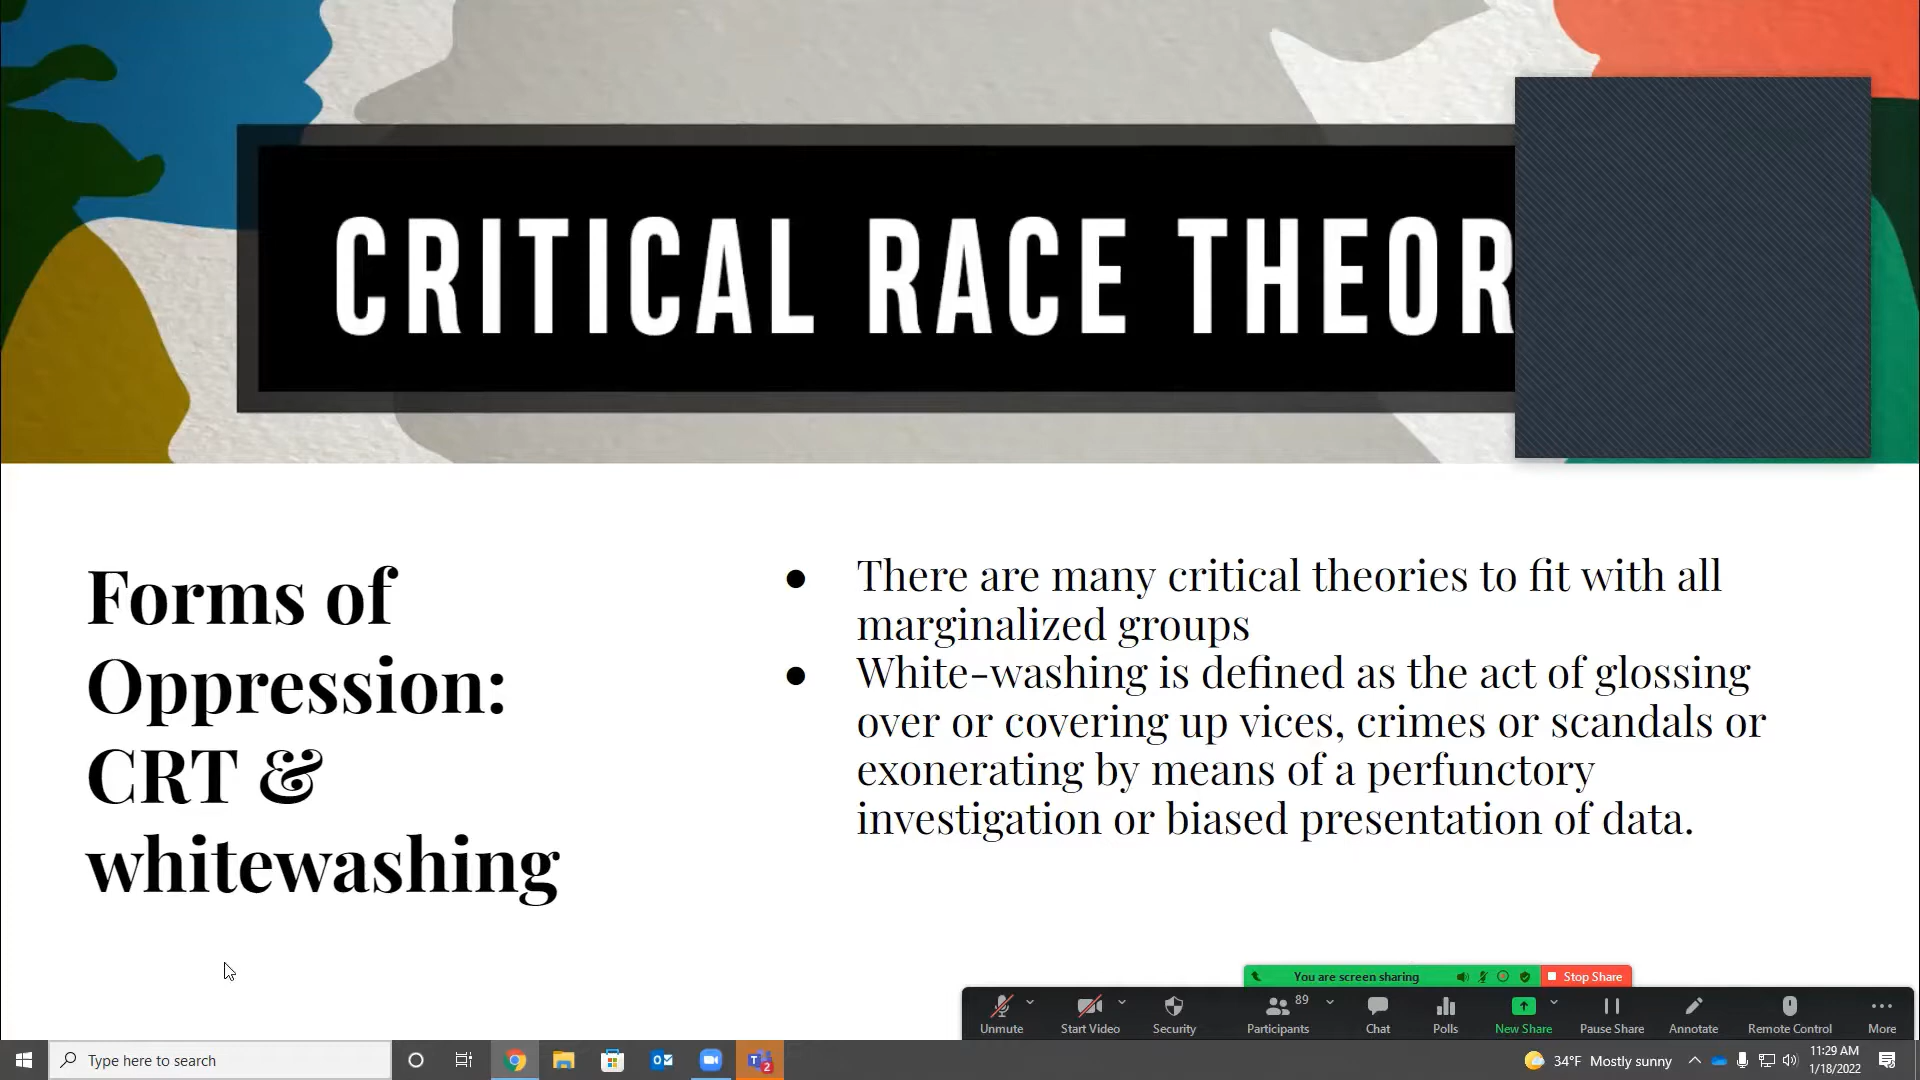 CRITICAL RACE THEOR
Forms of
Oppression:
CRT &
whitewashing
● There are many critical theories to fit with all
marginalized groups
● White-washing is defined as the act of glossing
over or covering up vices, crimes or scandals or
exonerating by means of a perfunctory
investigation or biased presentation of data.
You are screen sharing
Stop Share
Unmute
Start Video
Security
Participants
89
Chat
Polls
New Share
Pause Share
Annotate
Remote Control
More
Type here to search
34°F Mostly sunny
11:29 AM
1/18/2022